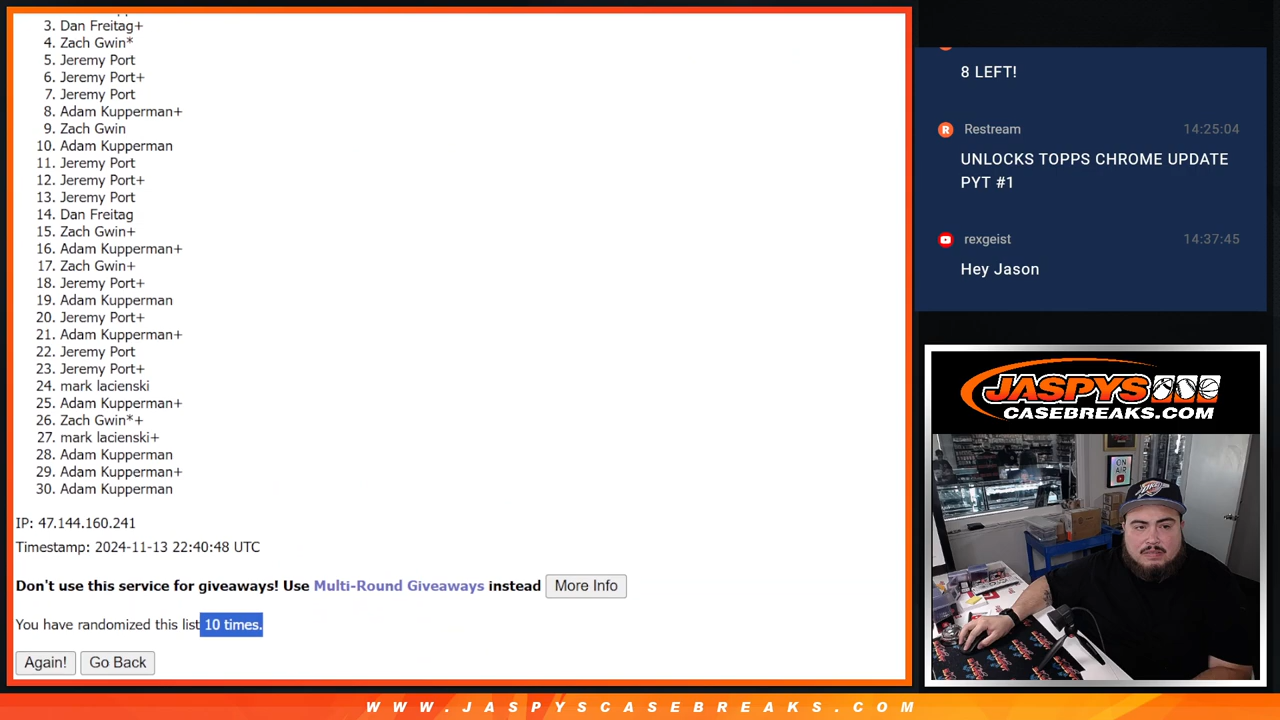 3. Dan Freitag+
4. Zach Gwin*
5. Jeremy Port
6. Jeremy Port+
7. Jeremy Port
8. Adam Kupperman+
9. Zach Gwin
10. Adam Kupperman
11. Jeremy Port
12. Jeremy Port+
13. Jeremy Port
14. Dan Freitag
15. Zach Gwin+
16. Adam Kupperman+
17. Zach Gwin+
18. Jeremy Port+
19. Adam Kupperman
20. Jeremy Port+
21. Adam Kupperman+
22. Jeremy Port
23. Jeremy Port+
24. mark lacienski
25. Adam Kupperman+
26. Zach Gwin*+
27. mark lacienski+
28. Adam Kupperman
29. Adam Kupperman+
30. Adam Kupperman
IP: 47.144.160.241
Timestamp: 2024-11-13 22:40:48 UTC
Don't use this service for giveaways! Use Multi-Round Giveaways instead More Info
You have randomized this list 10 times.
Again! Go Back
8 LEFT!
R Restream 14:25:04
UNLOCKS TOPPS CHROME UPDATE
PYT #1
rexgeist 14:37:45
Hey Jason
JASPYS
CASEBREAKS.COM
ON
AIR
WWW.JASPYSCASEBREAKS.COM